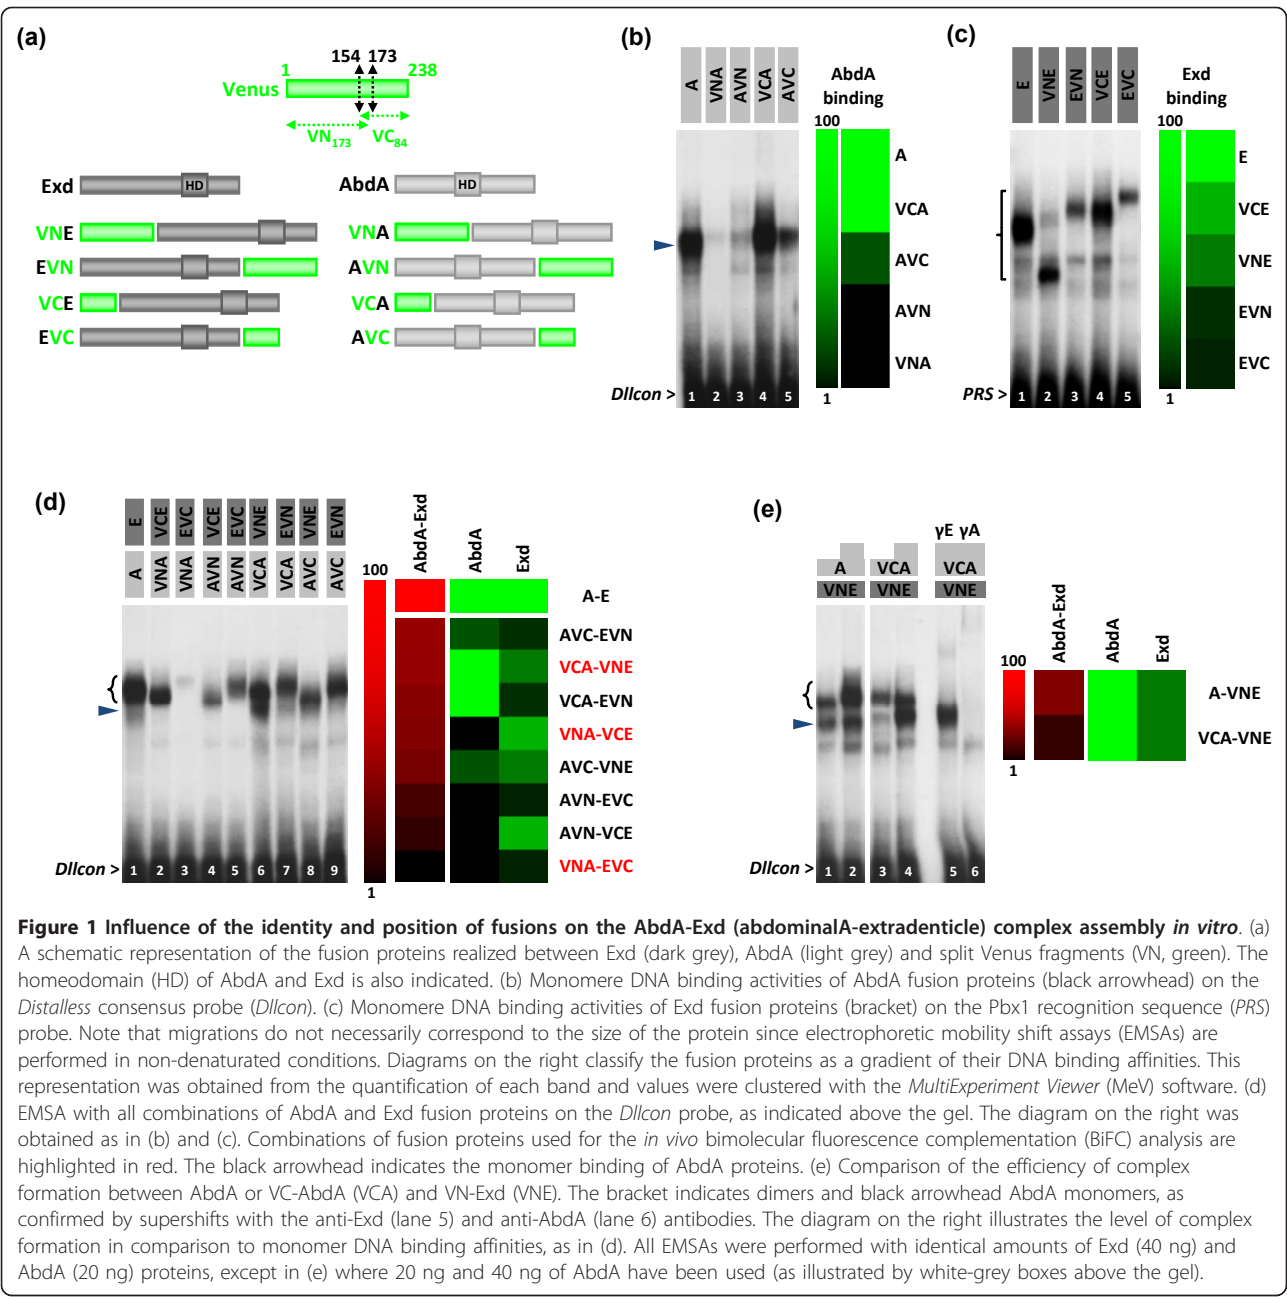 (a)
154 173
1 238
Venus
VN173 VC84
Exd HD
VNE
EVN
VCE
EVC
AbdA HD
VNA
AVN
VCA
AVC
(b)
A VNA AVN VCA AVC
AbdA
binding
100
A
VCA
AVC
AVN
VNA
1
Dllcon > 1 2 3 4 5
(c)
E VNE EVN VCE EVC
Exd
binding
100
E
VCE
VNE
EVN
EVC
1
PRS > 1 2 3 4 5
(d)
E VCE EVC VCE EVC VNE EVN VNE EVN
A VNA VNA AVN AVN VCA VCA AVC AVC
AbdA-Exd AbdA Exd
100
A-E
AVC-EVN
VCA-VNE
VCA-EVN
VNA-VCE
AVC-VNE
AVN-EVC
AVN-VCE
VNA-EVC
1
Dllcon > 1 2 3 4 5 6 7 8 9
(e)
γE γA
A VCA VCA
VNE VNE VNE
AbdA-Exd AbdA Exd
100
A-VNE
VCA-VNE
1
Dllcon > 1 2 3 4 5 6
Figure 1 Influence of the identity and position of fusions on the AbdA-Exd (abdominalA-extradenticle) complex assembly in vitro. (a)
A schematic representation of the fusion proteins realized between Exd (dark grey), AbdA (light grey) and split Venus fragments (VN, green). The
homeodomain (HD) of AbdA and Exd is also indicated. (b) Monomere DNA binding activities of AbdA fusion proteins (black arrowhead) on the
Distalless consensus probe (Dllcon). (c) Monomere DNA binding activities of Exd fusion proteins (bracket) on the Pbx1 recognition sequence (PRS)
probe. Note that migrations do not necessarily correspond to the size of the protein since electrophoretic mobility shift assays (EMSAs) are
performed in non-denaturated conditions. Diagrams on the right classify the fusion proteins as a gradient of their DNA binding affinities. This
representation was obtained from the quantification of each band and values were clustered with the MultiExperiment Viewer (MeV) software. (d)
EMSA with all combinations of AbdA and Exd fusion proteins on the Dllcon probe, as indicated above the gel. The diagram on the right was
obtained as in (b) and (c). Combinations of fusion proteins used for the in vivo bimolecular fluorescence complementation (BiFC) analysis are
highlighted in red. The black arrowhead indicates the monomer binding of AbdA proteins. (e) Comparison of the efficiency of complex
formation between AbdA or VC-AbdA (VCA) and VN-Exd (VNE). The bracket indicates dimers and black arrowhead AbdA monomers, as
confirmed by supershifts with the anti-Exd (lane 5) and anti-AbdA (lane 6) antibodies. The diagram on the right illustrates the level of complex
formation in comparison to monomer DNA binding affinities, as in (d). All EMSAs were performed with identical amounts of Exd (40 ng) and
AbdA (20 ng) proteins, except in (e) where 20 ng and 40 ng of AbdA have been used (as illustrated by white-grey boxes above the gel).